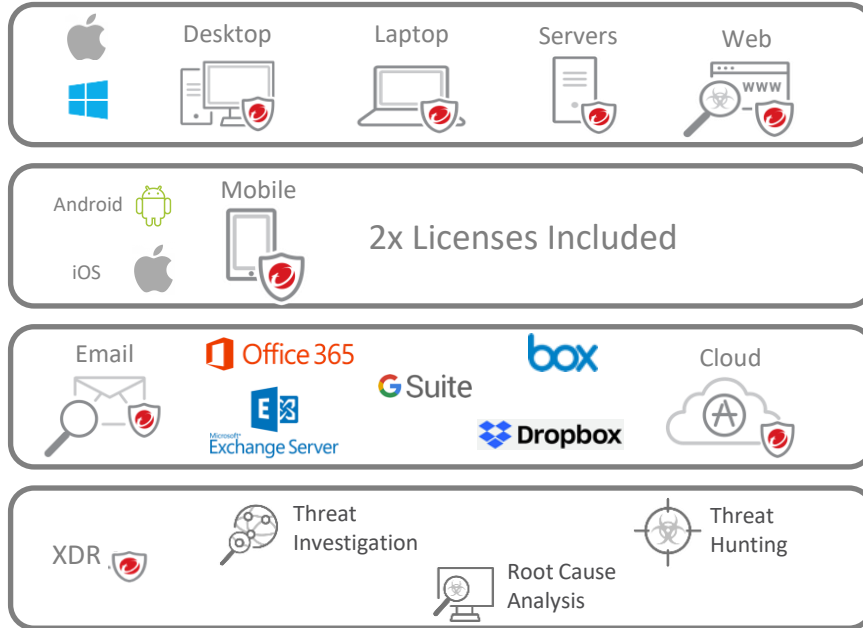 Desktop
Laptop
Servers
Web
www
Android
Mobile
2x Licenses Included
iOS
Email
Office 365
box
Cloud
G Suite
E
Microsoft
Exchange Server
Dropbox
XDR
Threat
Investigation
Root Cause
Analysis
Threat
Hunting